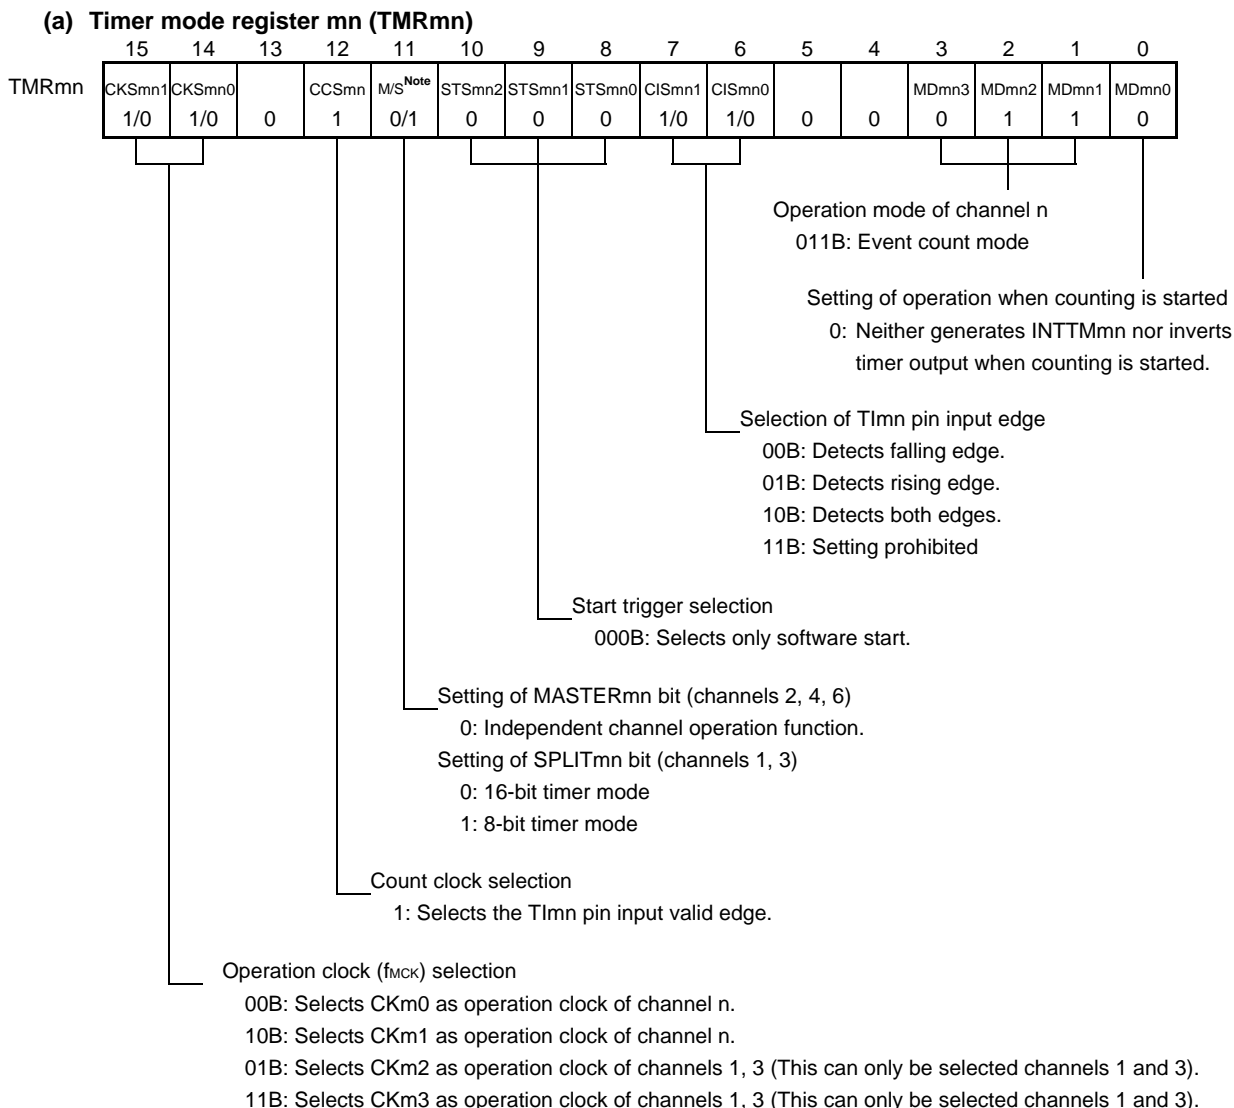 (a) Timer mode register mn (TMRmn)
15 14 13 12 11 10 9 8 7 6 5 4 3 2 1 0
TMRmn CKSmn1 CKSmn0 CCSmn M/SNote STSmn2 STSmn1 STSmn0 CISmn1 CISmn0 MDmn3 MDmn2 MDmn1 MDmn0
1/0 1/0 0 1 0/1 0 0 0 1/0 1/0 0 0 0 1 1 0
Operation mode of channel n
011B: Event count mode
Setting of operation when counting is started
0: Neither generates INTTMmn nor inverts
timer output when counting is started.
Selection of TImn pin input edge
00B: Detects falling edge.
01B: Detects rising edge.
10B: Detects both edges.
11B: Setting prohibited
Start trigger selection
000B: Selects only software start.
Setting of MASTERmn bit (channels 2, 4, 6)
0: Independent channel operation function.
Setting of SPLITmn bit (channels 1, 3)
0: 16-bit timer mode
1: 8-bit timer mode
Count clock selection
1: Selects the TImn pin input valid edge.
Operation clock (fMCK) selection
00B: Selects CKm0 as operation clock of channel n.
10B: Selects CKm1 as operation clock of channel n.
01B: Selects CKm2 as operation clock of channels 1, 3 (This can only be selected channels 1 and 3).
11B: Selects CKm3 as operation clock of channels 1, 3 (This can only be selected channels 1 and 3).